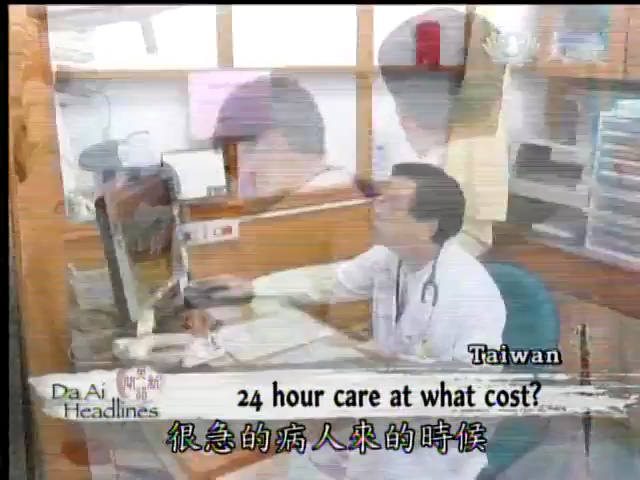 Taiwan
Da Ai
Headlines
24 hour care at what cost?
很急的病人來的時候